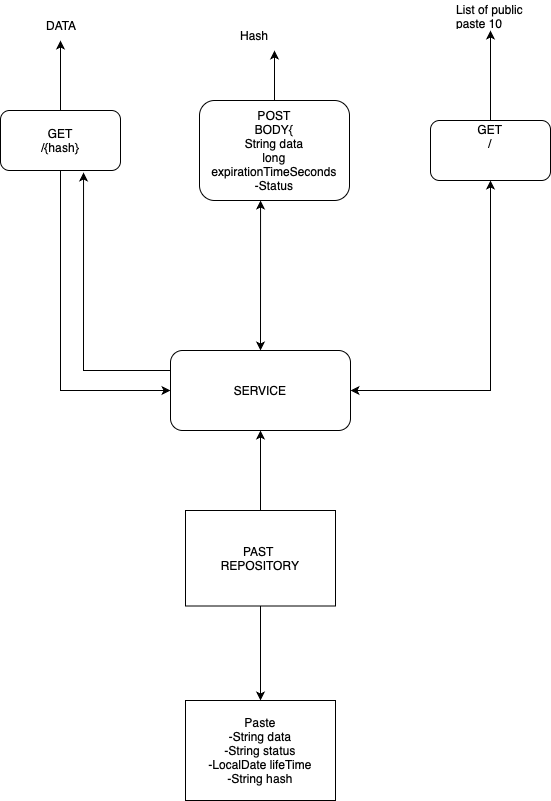 DATA
Hash
List of public
paste 10
GET
/{hash}
POST
BODY{
String data
long
expirationTimeSeconds
-Status
GET
/
SERVICE
PAST
REPOSITORY
Paste
-String data
-String status
-LocalDate lifeTime
-String hash